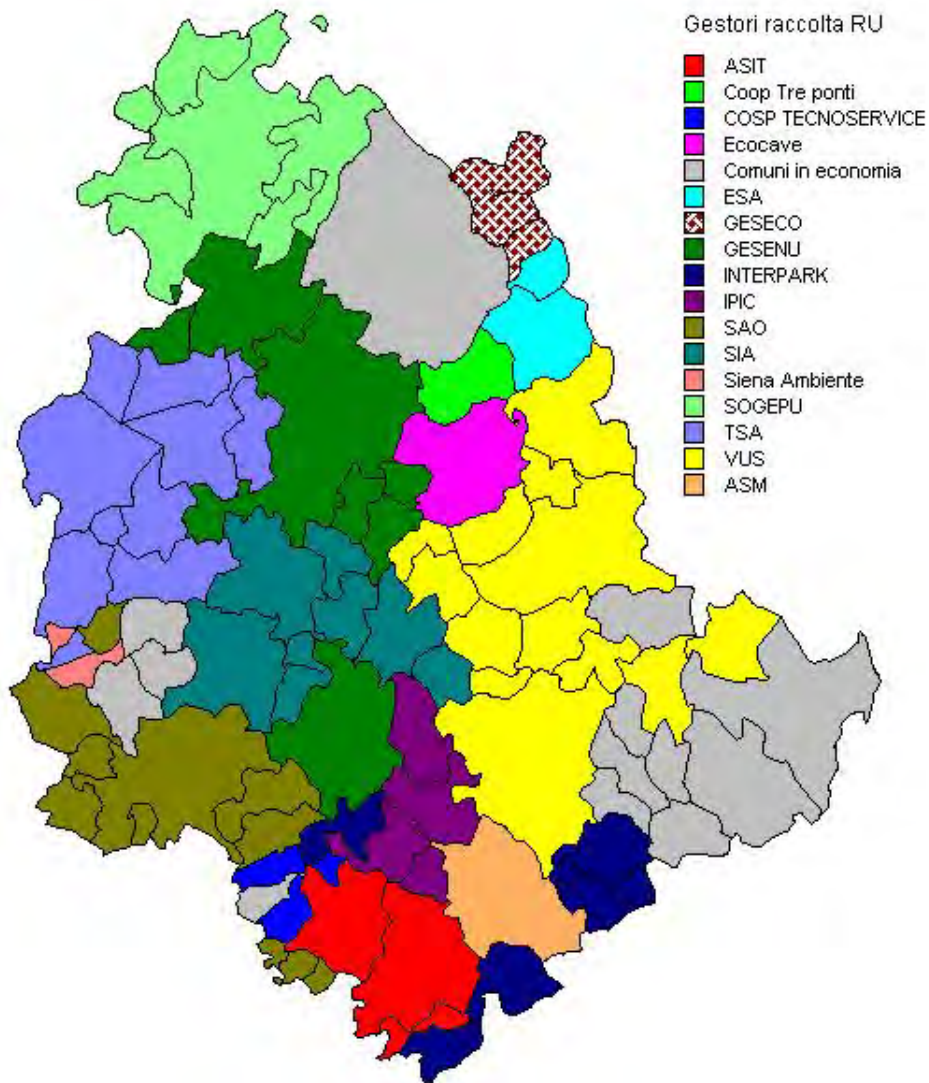 Gestori raccolta RU
ASIT
Coop Tre ponti
COSP TECNOSERVICE
Ecocave
Comuni in economia
ESA
GESECO
GESENU
INTERPARK
IPIC
SAO
SIA
Siena Ambiente
SOGEPU
TSA
VUS
ASM